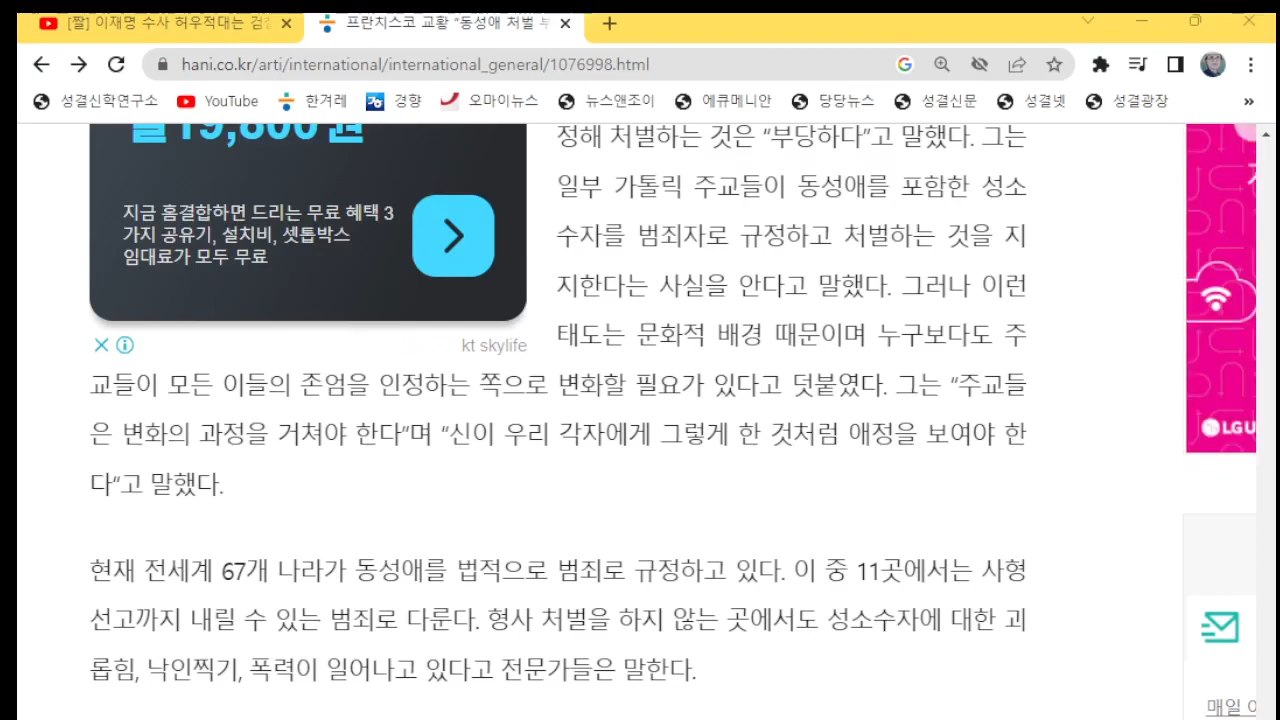 [짤] 이재명 수사 허우적대는 검
프란치스코 교황 “동성애 처벌 부
hani.co.kr/arti/international/international_general/1076998.html
성결신학연구소 YouTube 한겨레 경향 오마이뉴스 뉴스앤조이 에큐메니안 당당뉴스 성결신문 성결넷 성결광장
월 19,800원
지금 홈결합하면 드리는 무료 혜택 3
가지 공유기, 설치비, 셋톱박스
임대료가 모두 무료
kt skylife
정해 처벌하는 것은 “부당하다”고 말했다. 그는
일부 가톨릭 주교들이 동성애를 포함한 성소
수자를 범죄자로 규정하고 처벌하는 것을 지
지한다는 사실을 안다고 말했다. 그러나 이런
태도는 문화적 배경 때문이며 누구보다도 주
교들이 모든 이들의 존엄을 인정하는 쪽으로 변화할 필요가 있다고 덧붙였다. 그는 “주교들
은 변화의 과정을 거쳐야 한다”며 “신이 우리 각자에게 그렇게 한 것처럼 애정을 보여야 한
다”고 말했다.
현재 전세계 67개 나라가 동성애를 법적으로 범죄로 규정하고 있다. 이 중 11곳에서는 사형
선고까지 내릴 수 있는 범죄로 다룬다. 형사 처벌을 하지 않는 곳에서도 성소수자에 대한 괴
롭힘, 낙인찍기, 폭력이 일어나고 있다고 전문가들은 말한다.
LG U
매일